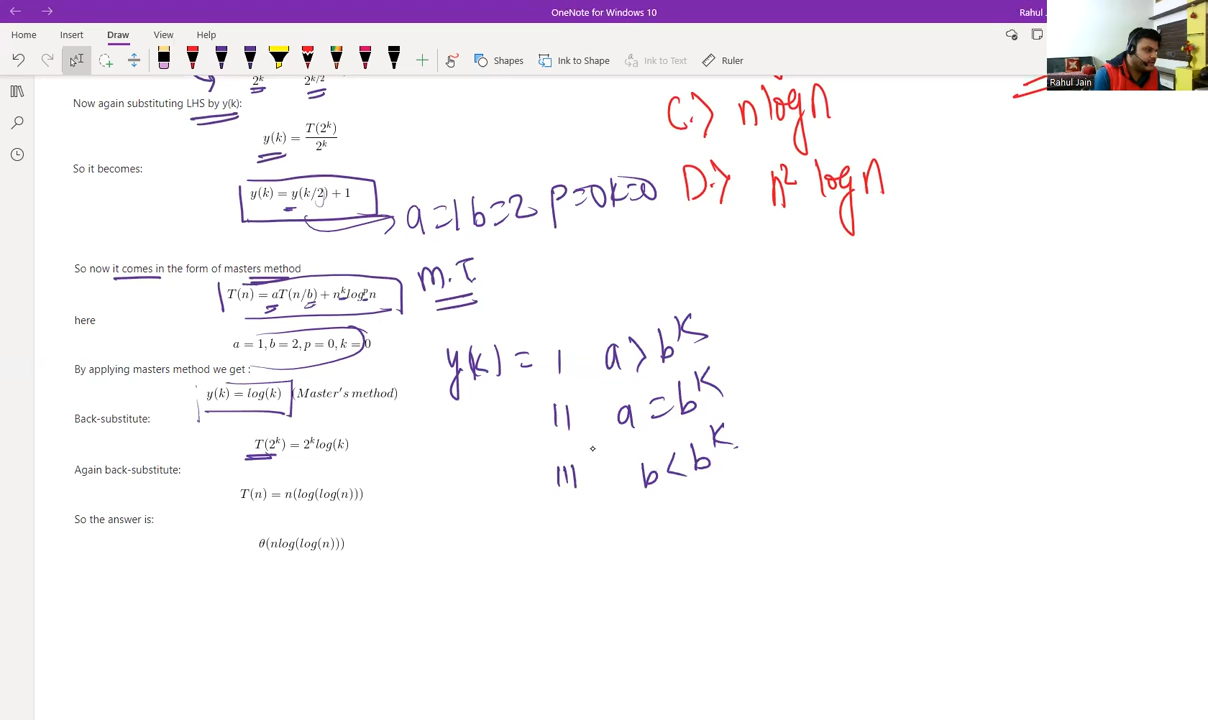 OneNote for Windows 10
Rahul Jain
Home Insert Draw View Help
Shapes Ink to Shape Ink to Text Ruler
Rahul Jain
2^k 2^{k/2}
Now again substituting LHS by y(k):
y(k) = T(2^k) / 2^k
So it becomes:
y(k) = y(k/2) + 1
a=1 b=2 p=0 k=0
C.) n log n
D.) n² log n
So now it comes in the form of masters method
M.T
T(n) = aT(n/b) + n^k log^p n
here
a = 1, b = 2, p = 0, k = 0
By applying masters method we get :
y(k) = log(k) (Master's method)
Back-substitute:
T(2^k) = 2^k log(k)
Again back-substitute:
T(n) = n(log(log(n)))
So the answer is:
θ(nlog(log(n)))
y(k) = I a > b^k
II a = b^k
III b < b^k